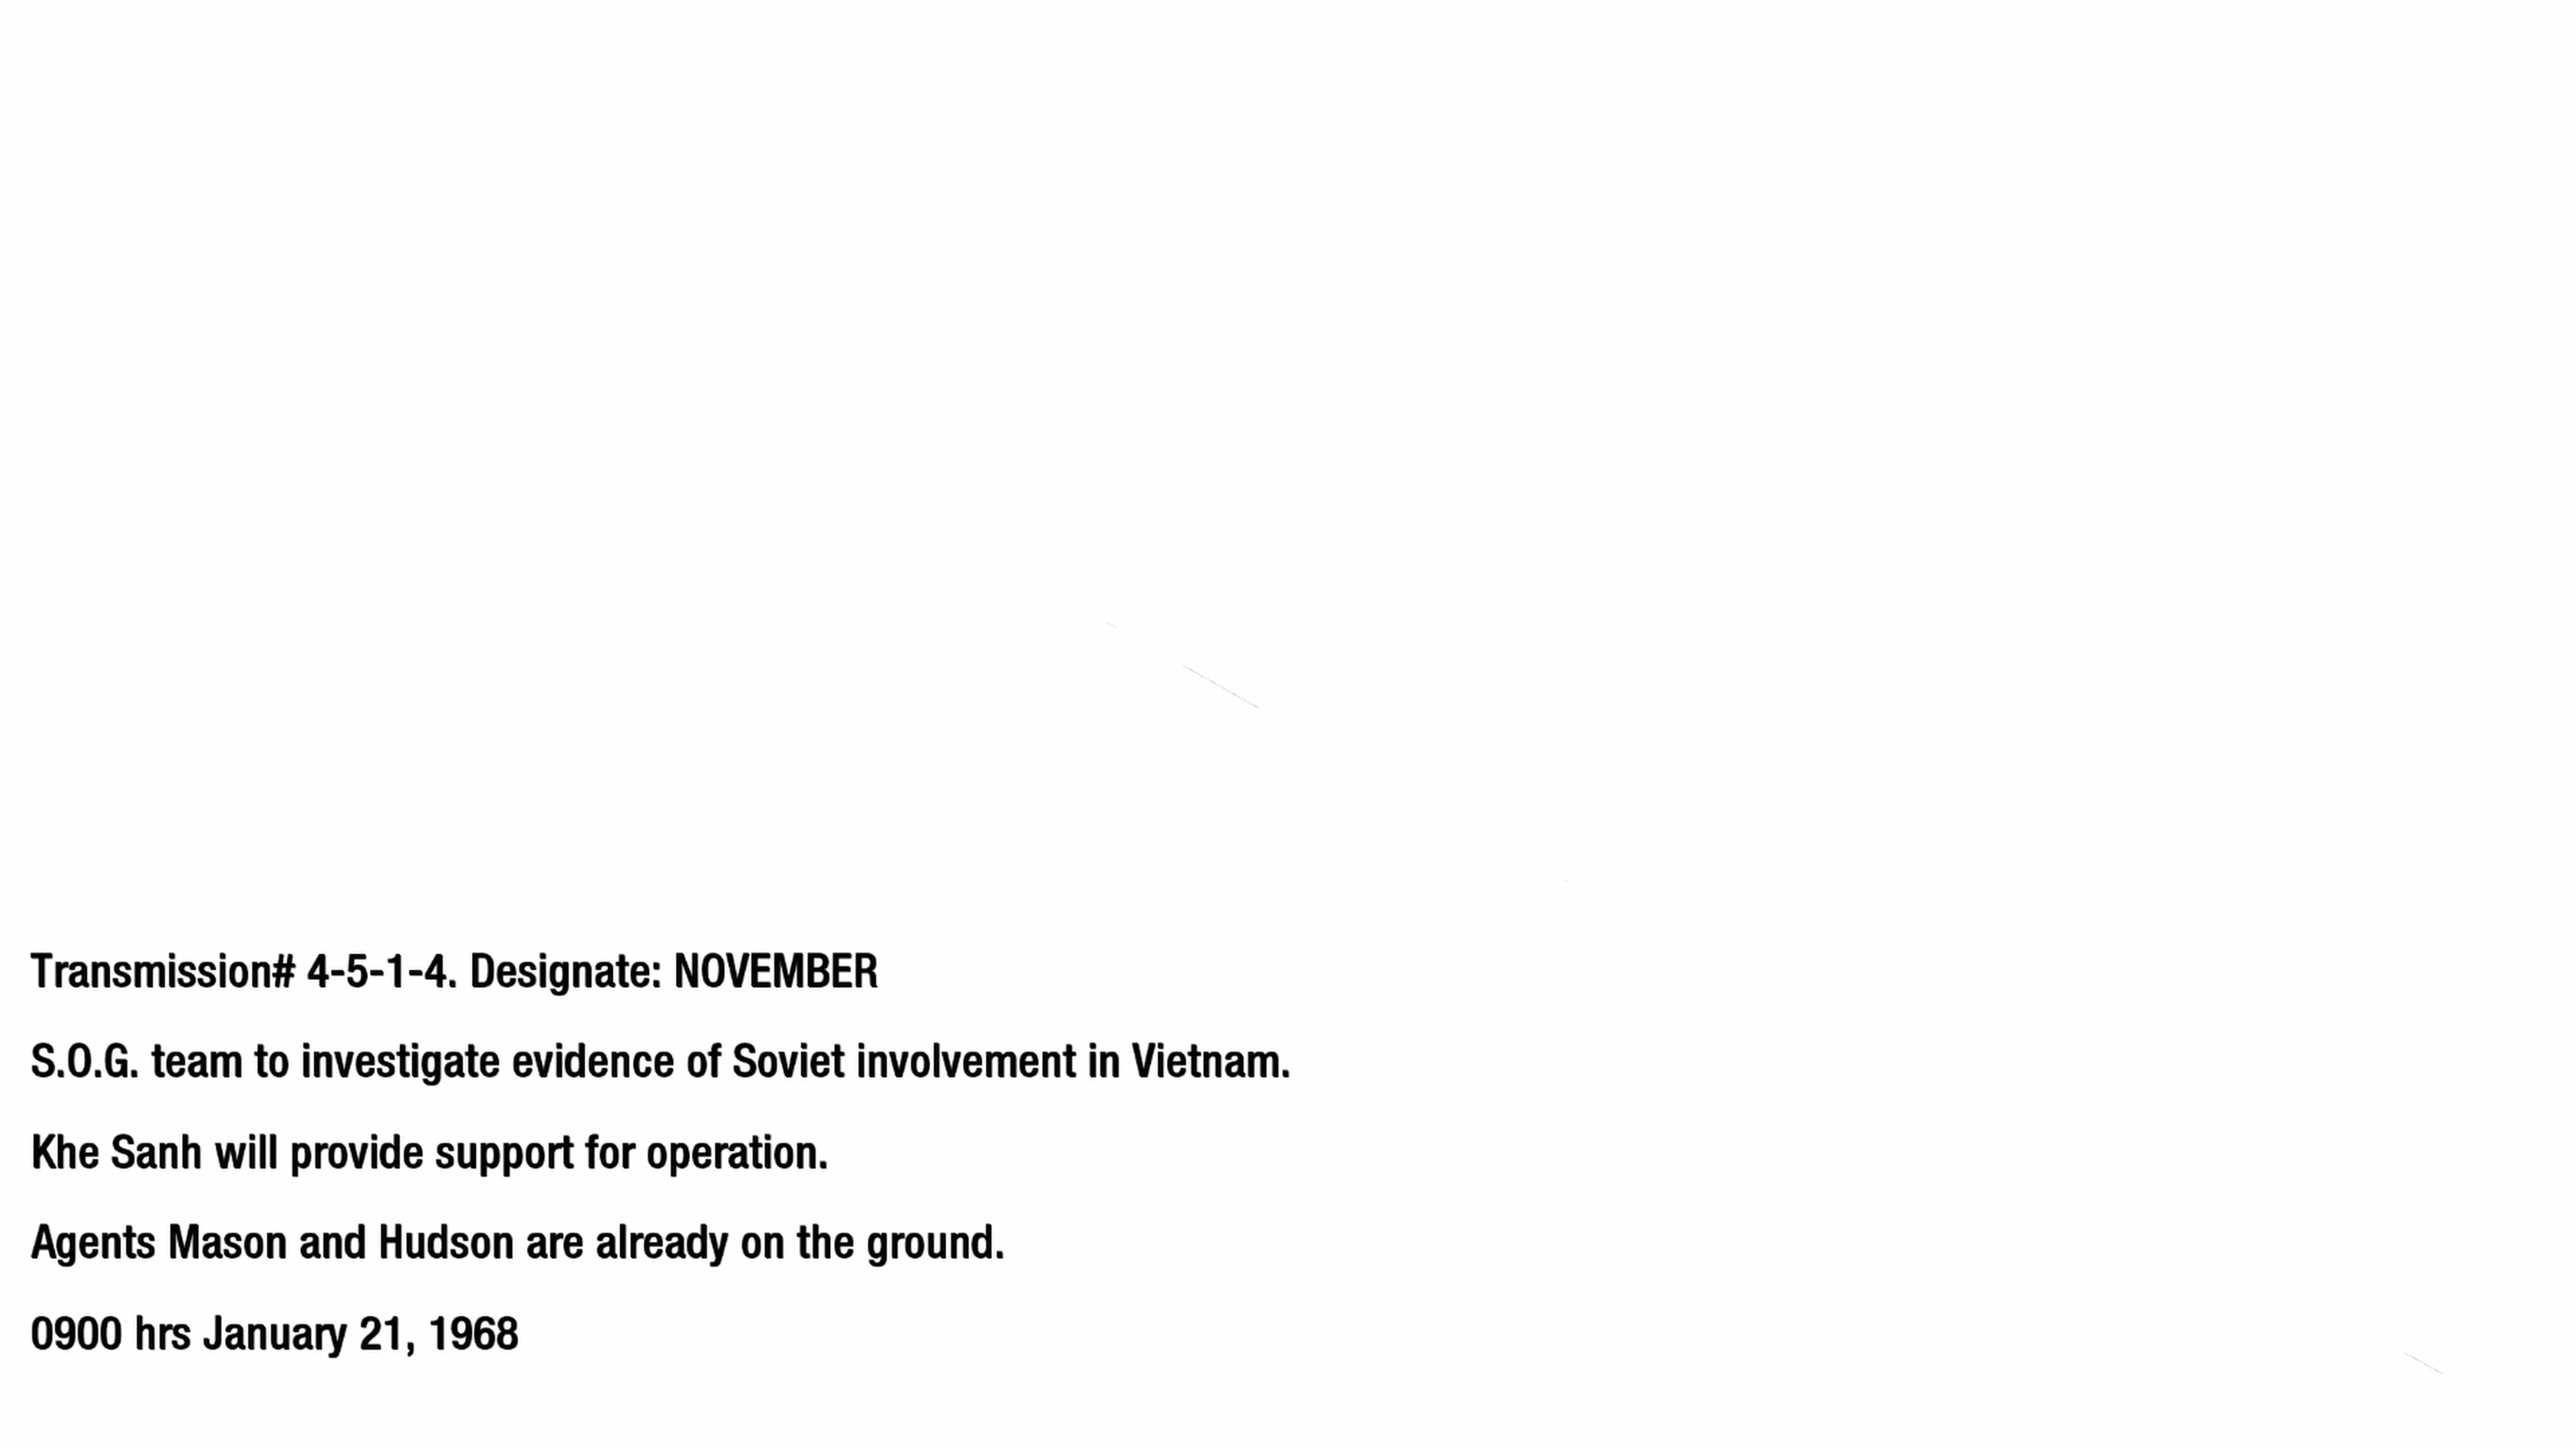 Transmission# 4-5-1-4. Designate: NOVEMBER
S.O.G. team to investigate evidence of Soviet involvement in Vietnam.
Khe Sanh will provide support for operation.
Agents Mason and Hudson are already on the ground.
0900 hrs January 21, 1968